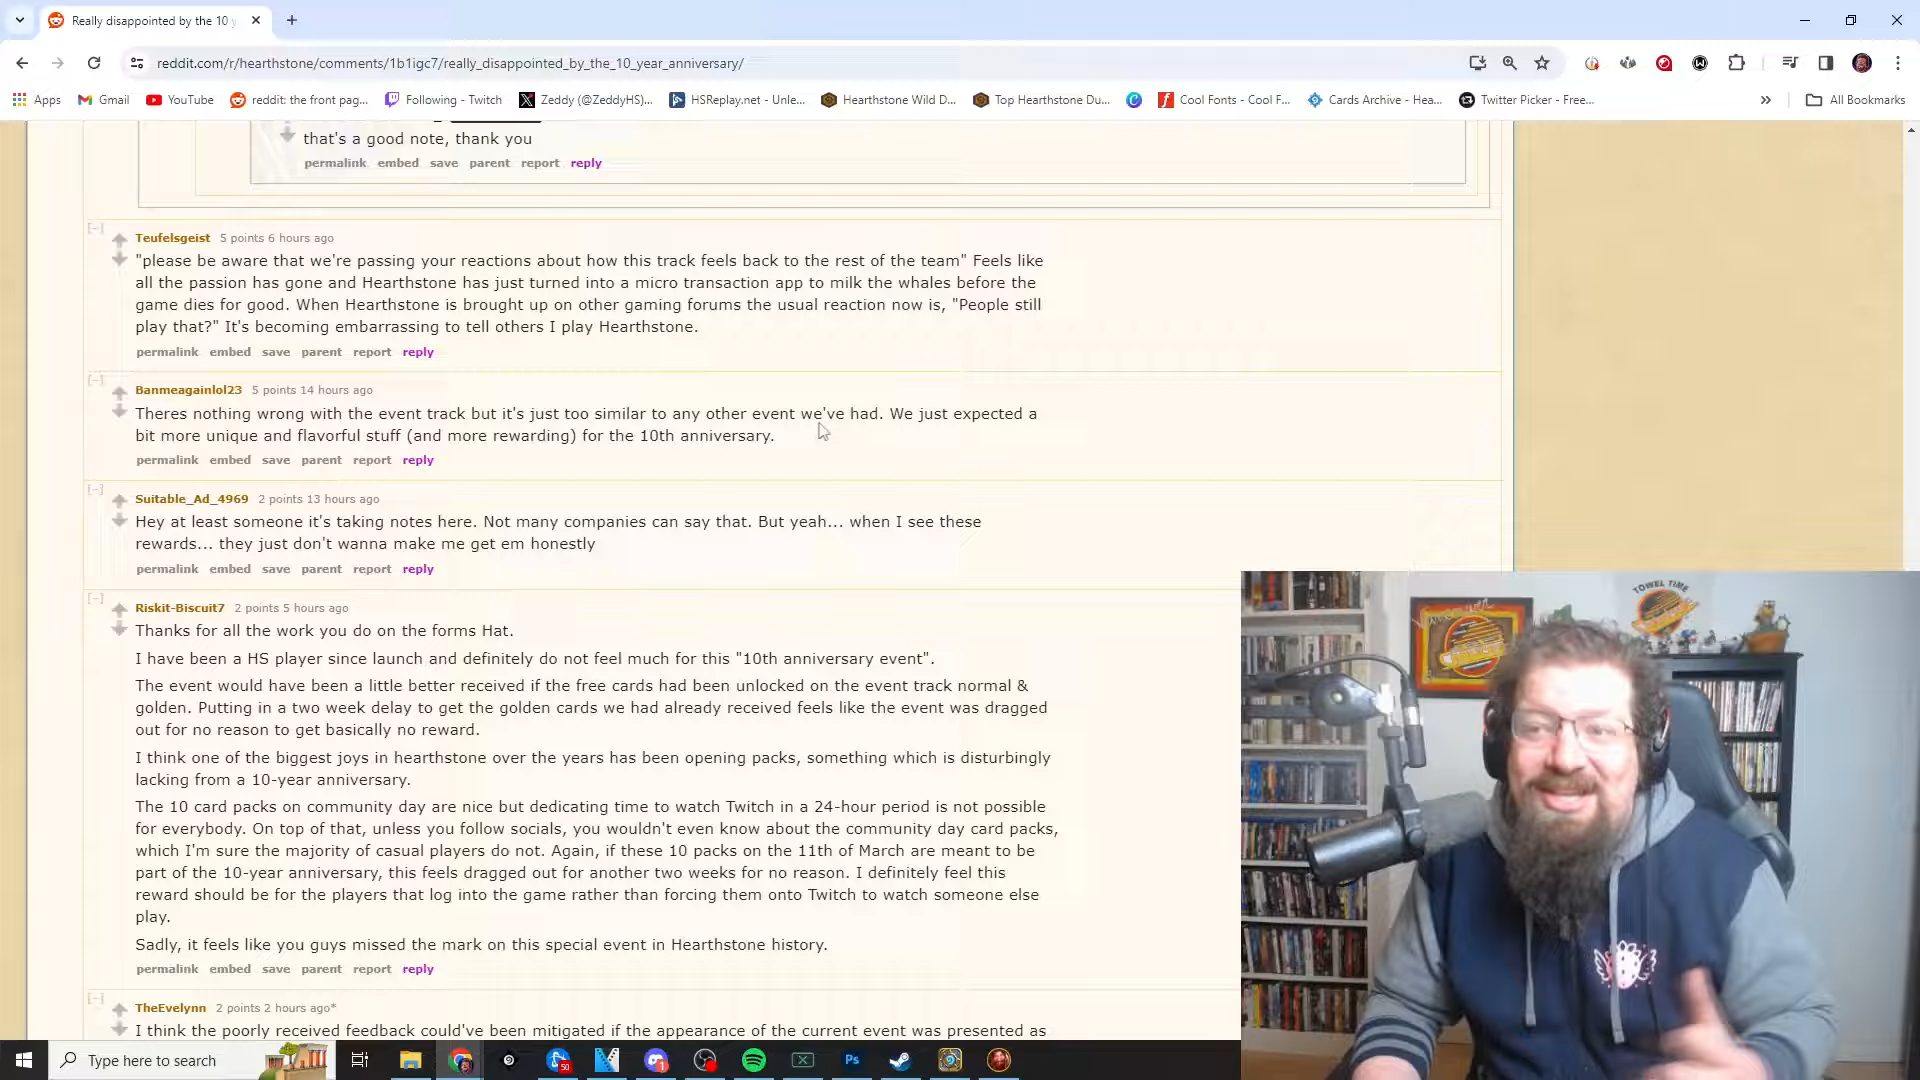 Really disappointed by the 10 y
reddit.com/r/hearthstone/comments/1b1igc7/really_disappointed_by_the_10_year_anniversary/
Apps Gmail YouTube reddit: the front pag... Following - Twitch Zeddy (@ZeddyHS)... HSReplay.net - Unle... Hearthstone Wild D... Top Hearthstone Du... Cool Fonts - Cool F... Cards Archive - Hea... Twitter Picker - Free... » All Bookmarks
that's a good note, thank you
permalink embed save parent report reply
[-]
Teufelsgeist 5 points 6 hours ago
"please be aware that we're passing your reactions about how this track feels back to the rest of the team" Feels like
all the passion has gone and Hearthstone has just turned into a micro transaction app to milk the whales before the
game dies for good. When Hearthstone is brought up on other gaming forums the usual reaction now is, "People still
play that?" It's becoming embarrassing to tell others I play Hearthstone.
permalink embed save parent report reply
[-]
Banmeagainlol23 5 points 14 hours ago
Theres nothing wrong with the event track but it's just too similar to any other event we've had. We just expected a
bit more unique and flavorful stuff (and more rewarding) for the 10th anniversary.
permalink embed save parent report reply
[-]
Suitable_Ad_4969 2 points 13 hours ago
Hey at least someone it's taking notes here. Not many companies can say that. But yeah... when I see these
rewards... they just don't wanna make me get em honestly
permalink embed save parent report reply
[-]
Riskit-Biscuit7 2 points 5 hours ago
Thanks for all the work you do on the forms Hat.
I have been a HS player since launch and definitely do not feel much for this "10th anniversary event".
The event would have been a little better received if the free cards had been unlocked on the event track normal &
golden. Putting in a two week delay to get the golden cards we had already received feels like the event was dragged
out for no reason to get basically no reward.
I think one of the biggest joys in hearthstone over the years has been opening packs, something which is disturbingly
lacking from a 10-year anniversary.
The 10 card packs on community day are nice but dedicating time to watch Twitch in a 24-hour period is not possible
for everybody. On top of that, unless you follow socials, you wouldn't even know about the community day card packs,
which I'm sure the majority of casual players do not. Again, if these 10 packs on the 11th of March are meant to be
part of the 10-year anniversary, this feels dragged out for another two weeks for no reason. I definitely feel this
reward should be for the players that log into the game rather than forcing them onto Twitch to watch someone else
play.
Sadly, it feels like you guys missed the mark on this special event in Hearthstone history.
permalink embed save parent report reply
[-]
TheEvelynn 2 points 2 hours ago*
I think the poorly received feedback could've been mitigated if the appearance of the current event was presented as
TOWEL TIME
Vancouver
Type here to search
50
1
Ps